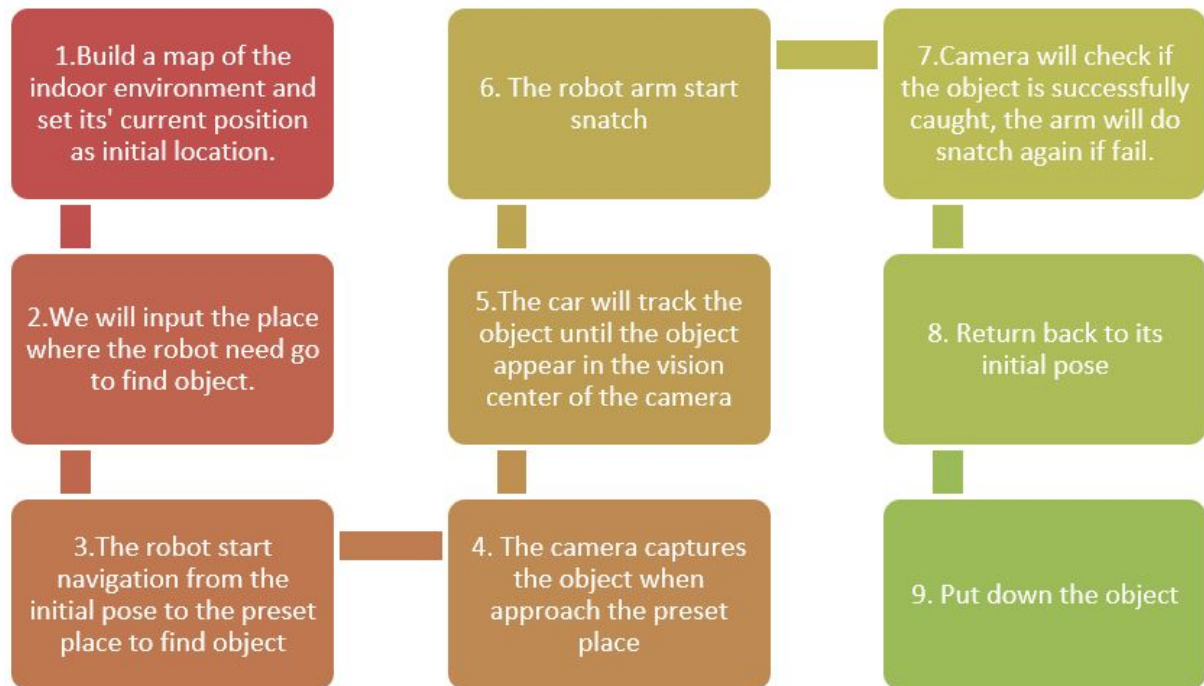 1.Build a map of the
indoor environment and
set its' current position
as initial location.
2.We will input the place
where the robot need go
to find object.
3.The robot start
navigation from the
initial pose to the preset
place to find object
4. The camera captures
the object when
approach the preset
place
5.The car will track the
object until the object
appear in the vision
center of the camera
6. The robot arm start
snatch
7.Camera will check if
the object is successfully
caught, the arm will do
snatch again if fail.
8. Return back to its
initial pose
9. Put down the object